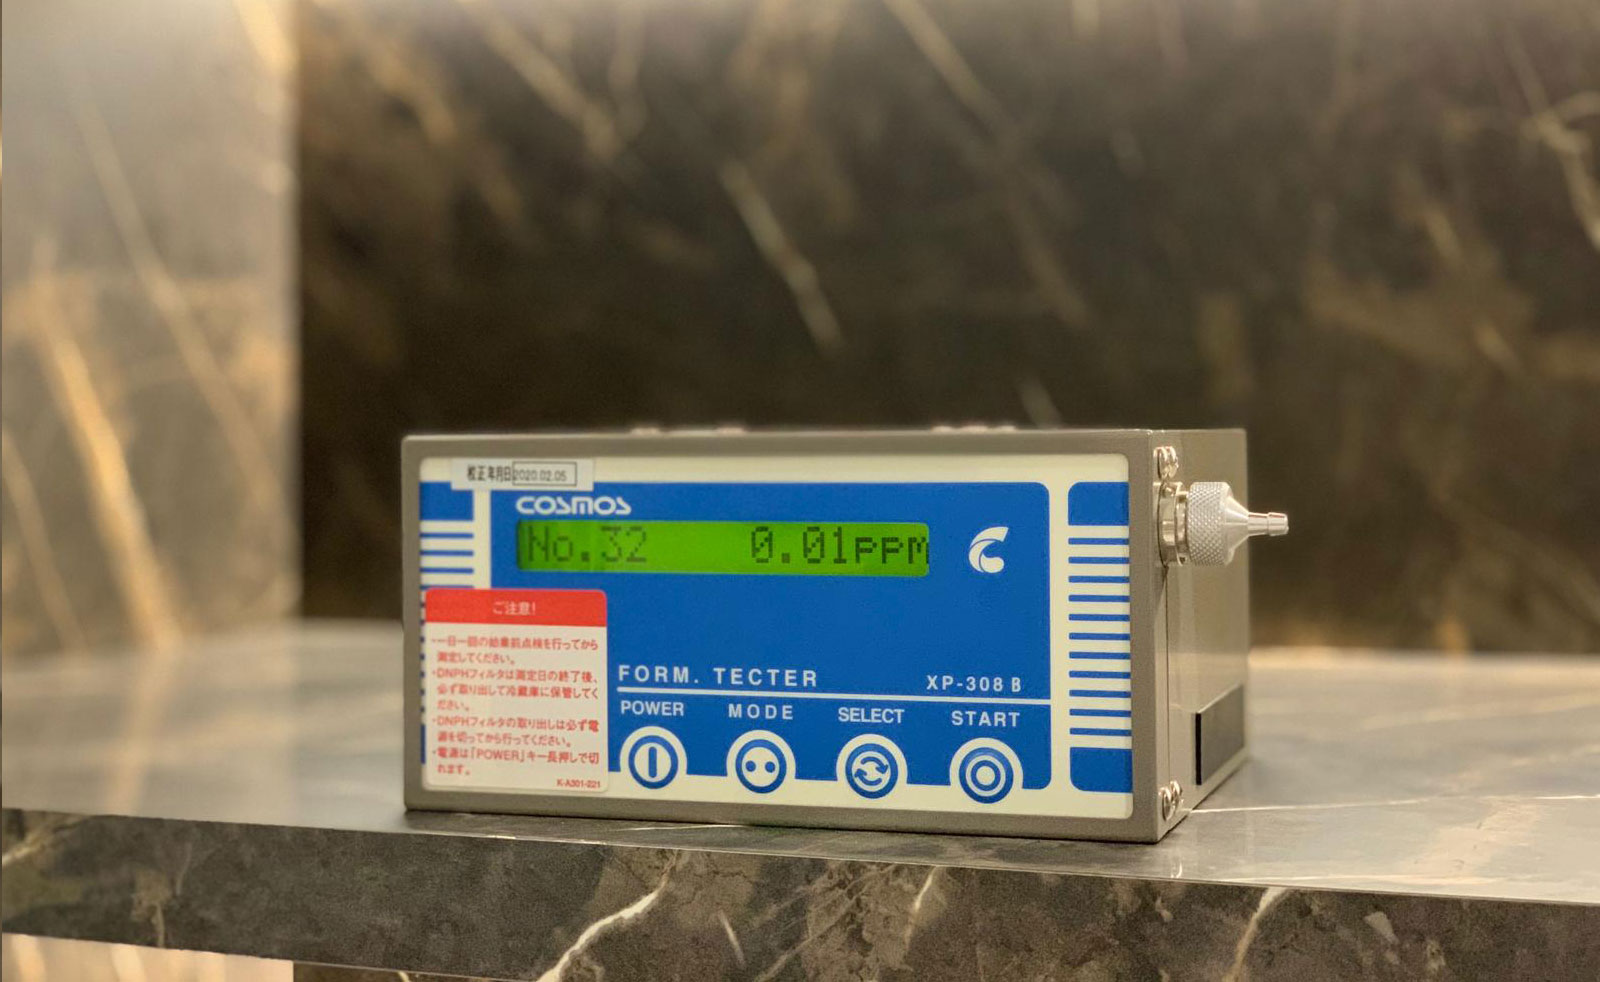 校正年月日 2020.02.05
COSMOS
No.32 0.01ppm
ご注意!
・一日一回の始業前点検を行ってから
測定してください。
・DNPHフィルタは測定日の終了後、
必ず取り出して冷蔵庫に保管してく
ださい。
・DNPHフィルタの取り出しは必ず電
源を切ってから行ってください。
・電源は「POWER」キー長押しで切
れます。
K-A301-221
FORM. TECTER
XP-308B
POWER MODE SELECT START